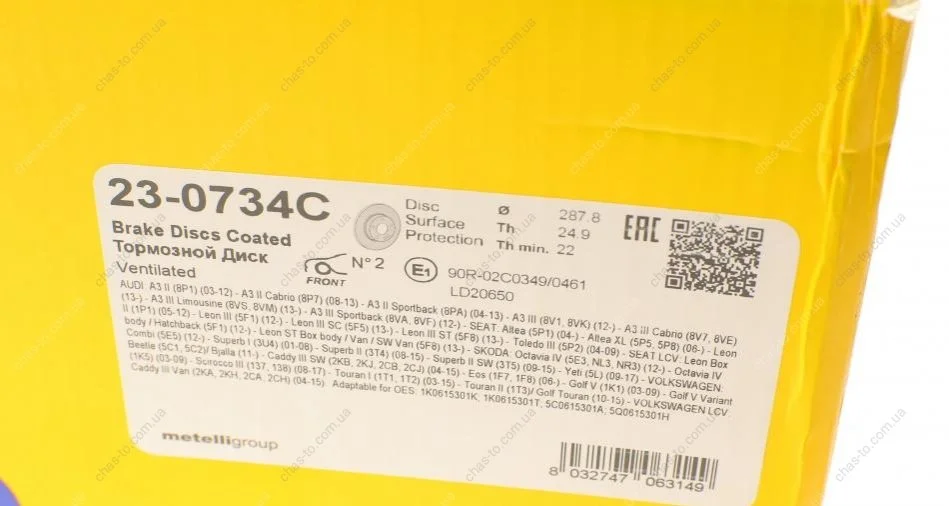 23-0734C
Brake Discs Coated
Тормозной Диск
Ventilated
FRONT
N°2
Disc
Surface
Protection
Ø 287.8
Th 24.9
Th min. 22
E1
90R-02C0349/0461
LD20650
EAC
AUDI A3 II (8P1) (03-12) - A3 II Cabrio (8P7) (08-13) - A3 II Sportback (8PA) (04-13) - A3 III (8V1, 8VK) (12-) - A3 III Cabrio (8V7, 8VE)
(13-) - A3 III Limousine (8VS, 8VM) (13-) - A3 III Sportback (8VA, 8VF) (12-) - SEAT: Altea (5P1) (04-) - Altea XL (5P5, 5P8) (06-) - Leon
II (1P1) (05-12) - Leon III (5F1) (12-) - Leon III SC (5F5) (13-) - Leon III ST (5F8) (13-) - Toledo III (5P2) (04-09) - SEAT LCV: Leon Box
body / Hatchback (5F1) (12-) - Leon ST Box body / Van / SW Van (5F8) (13-) - SKODA: Octavia IV (5E3, NL3, NR3) (12-) - Octavia IV
Combi (5E5) (12-) - Superb I (3U4) (01-08) - Superb II (3T4) (08-15) - Superb II SW (3T5) (09-15) - Yeti (5L) (09-17) - VOLKSWAGEN:
Beetle (5C1, 5C2)/ Bjalla (11-) - Caddy III SW (2KB, 2KJ, 2CB, 2CJ) (04-15) - Eos (1F7, 1F8) (06-) - Golf V (1K1) (03-09) - Golf V Variant
(1K5) (03-09) - Scirocco III (137, 138) (08-17) - Touran I (1T1, 1T2) (03-15) - Touran II (1T3)/ Golf Touran (10-15) - VOLKSWAGEN LCV:
Caddy III Van (2KA, 2KH, 2CA, 2CH) (04-15) Adaptable for OES: 1K0615301K, 1K0615301T, 5C0615301A, 5Q0615301H
metelligroup
8 032747 063149
chas-to.com.ua